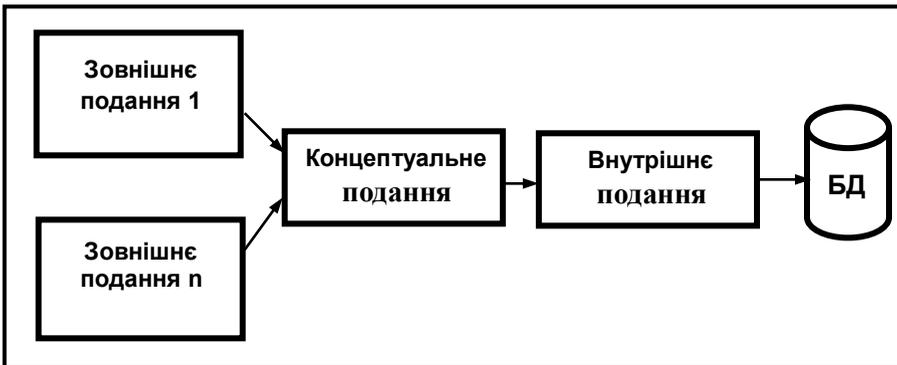 Зовнішнє
подання 1
Зовнішнє
подання n
Концептуальне
подання
Внутрішнє
подання
БД